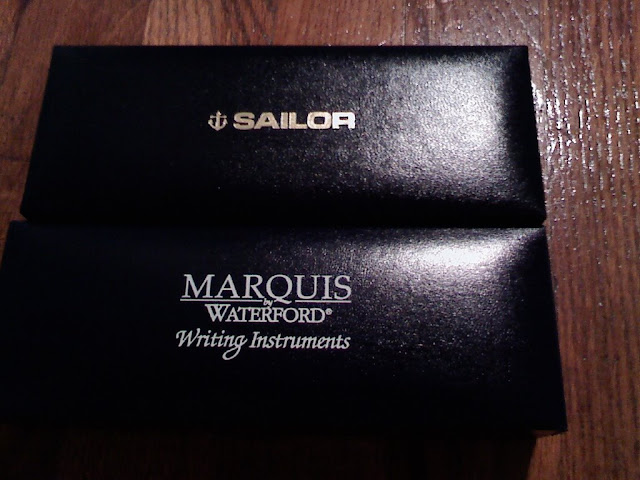 SAILOR
MARQUIS
by
WATERFORD®
Writing Instruments